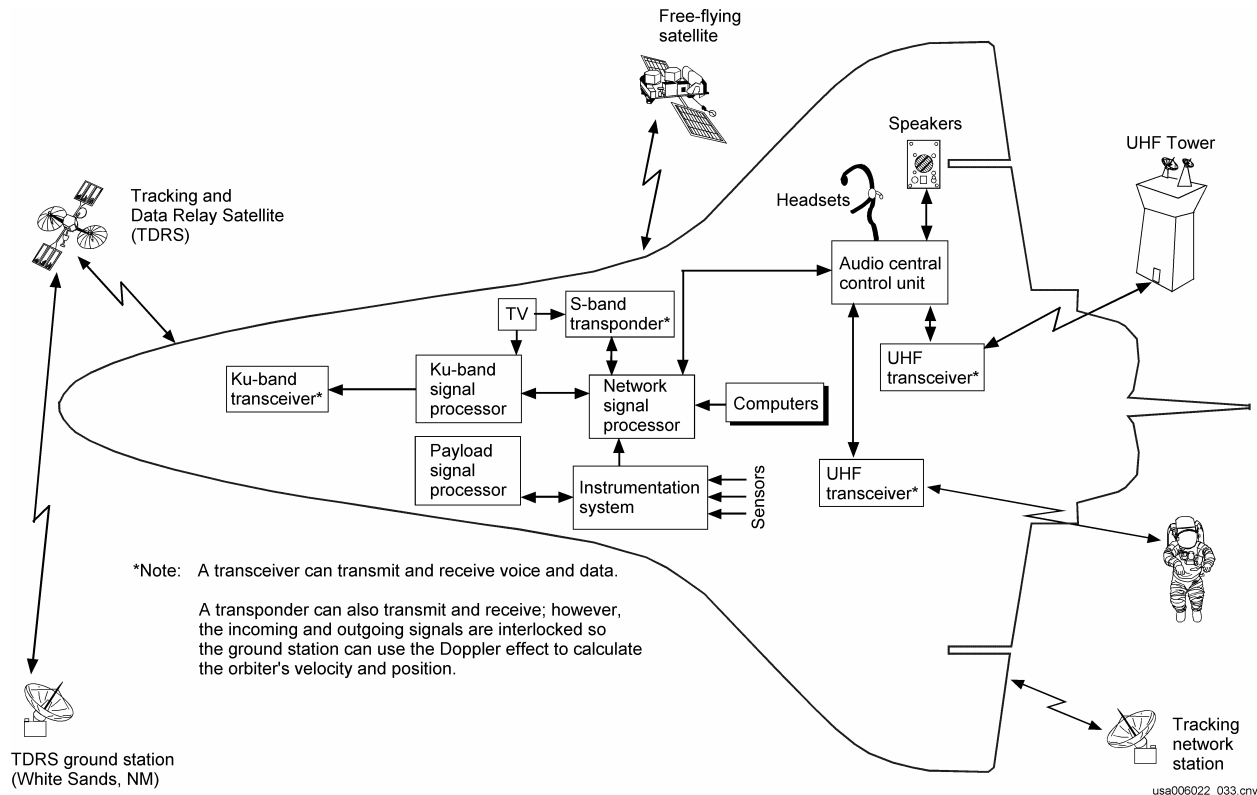 Free-flying
satellite
Speakers
UHF Tower
Headsets
Tracking and
Data Relay Satellite
(TDRS)
Audio central
control unit
TV
S-band
transponder*
UHF
transceiver*
Ku-band
transceiver*
Ku-band
signal
processor
Network
signal
processor
Computers
Payload
signal
processor
Instrumentation
system
Sensors
UHF
transceiver*
*Note: A transceiver can transmit and receive voice and data.
A transponder can also transmit and receive; however,
the incoming and outgoing signals are interlocked so
the ground station can use the Doppler effect to calculate
the orbiter's velocity and position.
TDRS ground station
(White Sands, NM)
Tracking
network
station
usa006022_033.cnv